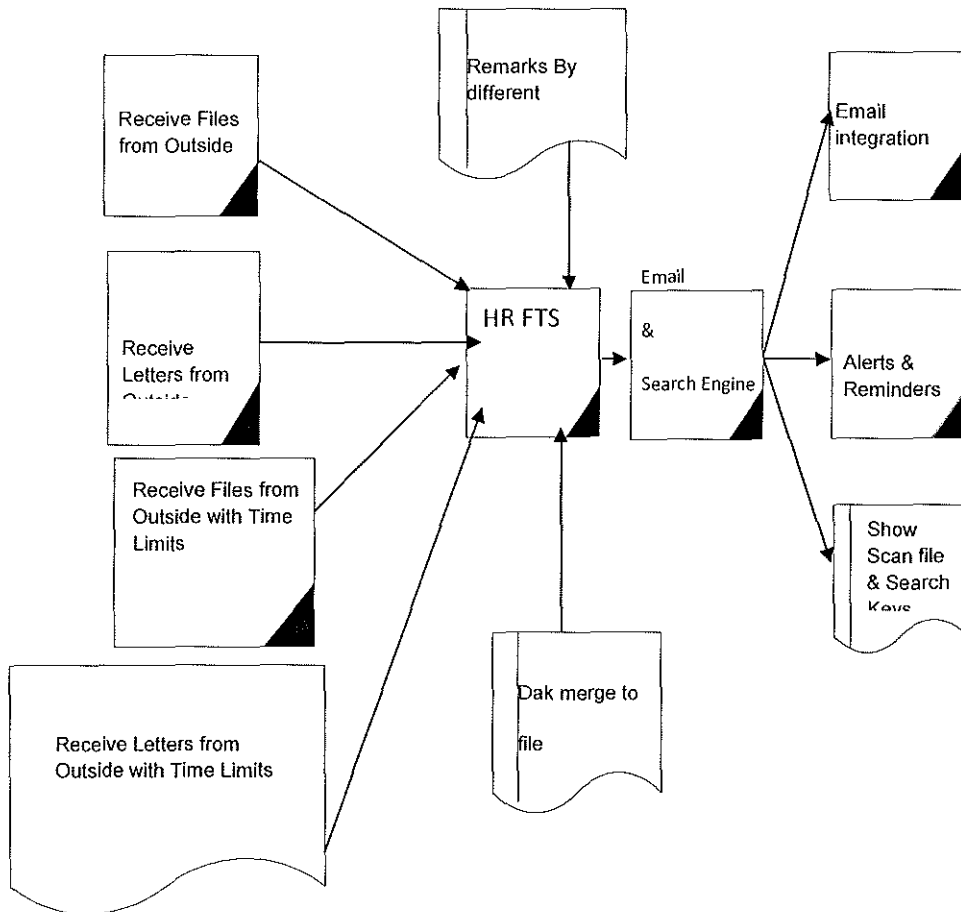 Remarks By
different
Receive Files
from Outside
Email
integration
Receive
Letters from
Outside
HR FTS
Email
&
Search Engine
Alerts &
Reminders
Receive Files from
Outside with Time
Limits
Show
Scan file
& Search
Keys
Dak merge to
file
Receive Letters from
Outside with Time Limits